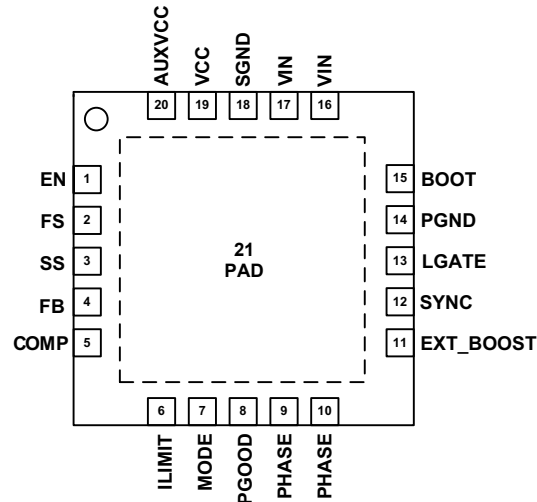 AUXVCC
VCC
SGND
VIN
VIN
20
19
18
17
16
EN 1
FS 2
SS 3
FB 4
COMP 5
21
PAD
15 BOOT
14 PGND
13 LGATE
12 SYNC
11 EXT_BOOST
6
7
8
9
10
ILIMIT
MODE
PGOOD
PHASE
PHASE